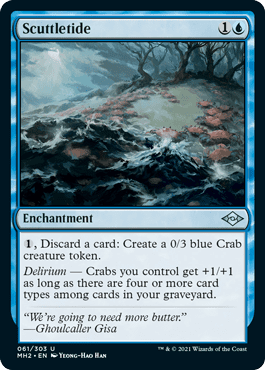 Scuttletide 1
Enchantment
1, Discard a card: Create a 0/3 blue Crab
creature token.
Delirium — Crabs you control get +1/+1
as long as there are four or more card
types among cards in your graveyard.
“We’re going to need more butter.”
—Ghoulcaller Gisa
061/303 U
MH2 • EN Yeong-Hao Han
™ & © 2021 Wizards of the Coast